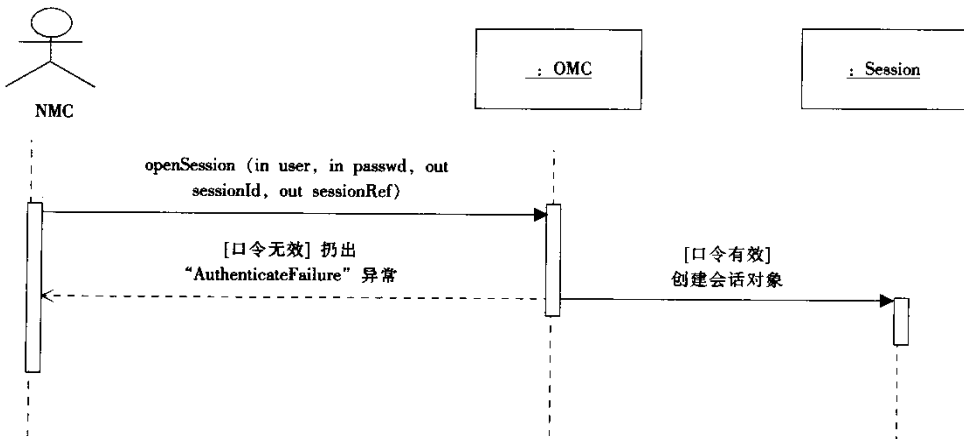 NMC
: OMC
: Session
openSession (in user, in passwd, out
sessionId, out sessionRef)
[口令无效] 扔出
“AuthenticateFailure” 异常
[口令有效]
创建会话对象